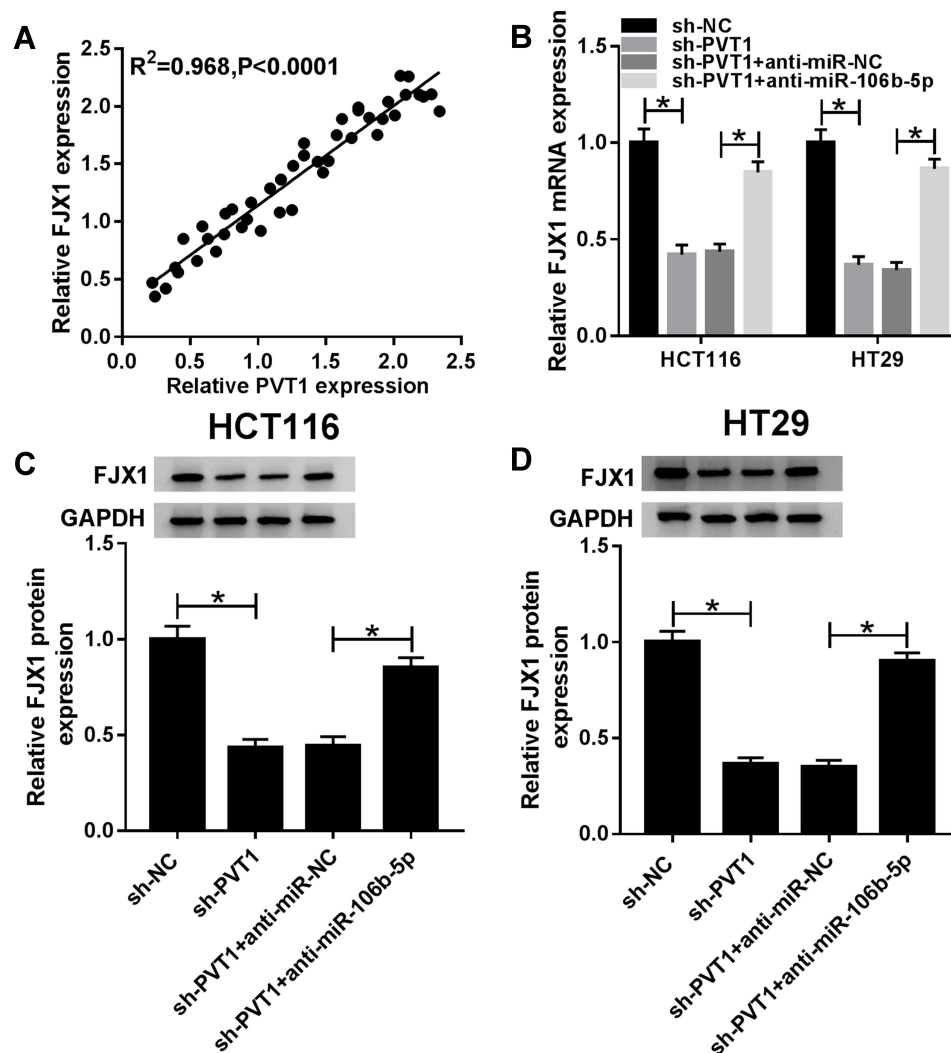 A
R²=0.968,P<0.0001
Relative FJX1 expression
2.5
2.0
1.5
1.0
0.5
0.0
0.0 0.5 1.0 1.5 2.0 2.5
Relative PVT1 expression
B
sh-NC
sh-PVT1
sh-PVT1+anti-miR-NC
sh-PVT1+anti-miR-106b-5p
Relative FJX1 mRNA expression
1.5
1.0
0.5
0.0
* * * *
HCT116 HT29
C
HCT116
FJX1
GAPDH
Relative FJX1 protein
expression
1.5
1.0
0.5
0.0
* *
sh-NC
sh-PVT1
sh-PVT1+anti-miR-NC
sh-PVT1+anti-miR-106b-5p
D
HT29
FJX1
GAPDH
Relative FJX1 protein
expression
1.5
1.0
0.5
0.0
* *
sh-NC
sh-PVT1
sh-PVT1+anti-miR-NC
sh-PVT1+anti-miR-106b-5p